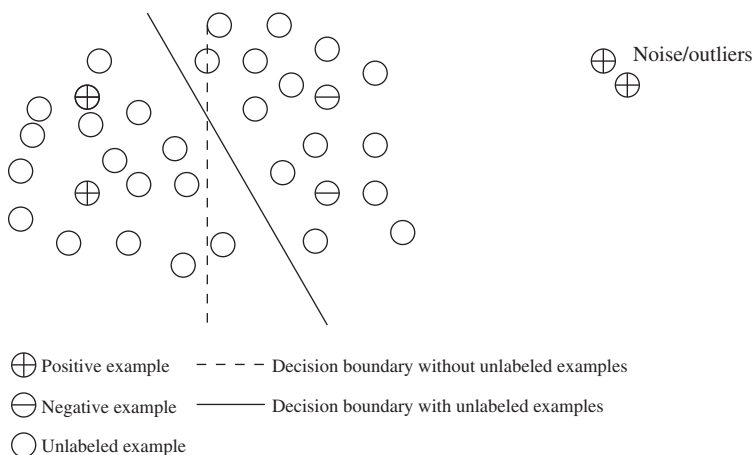 Noise/outliers
Positive example
Decision boundary without unlabeled examples
Negative example
Decision boundary with unlabeled examples
Unlabeled example